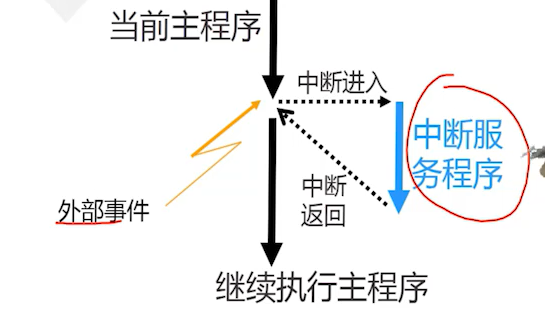 当前主程序
中断进入
中断服
务程序
中断
返回
外部事件
继续执行主程序